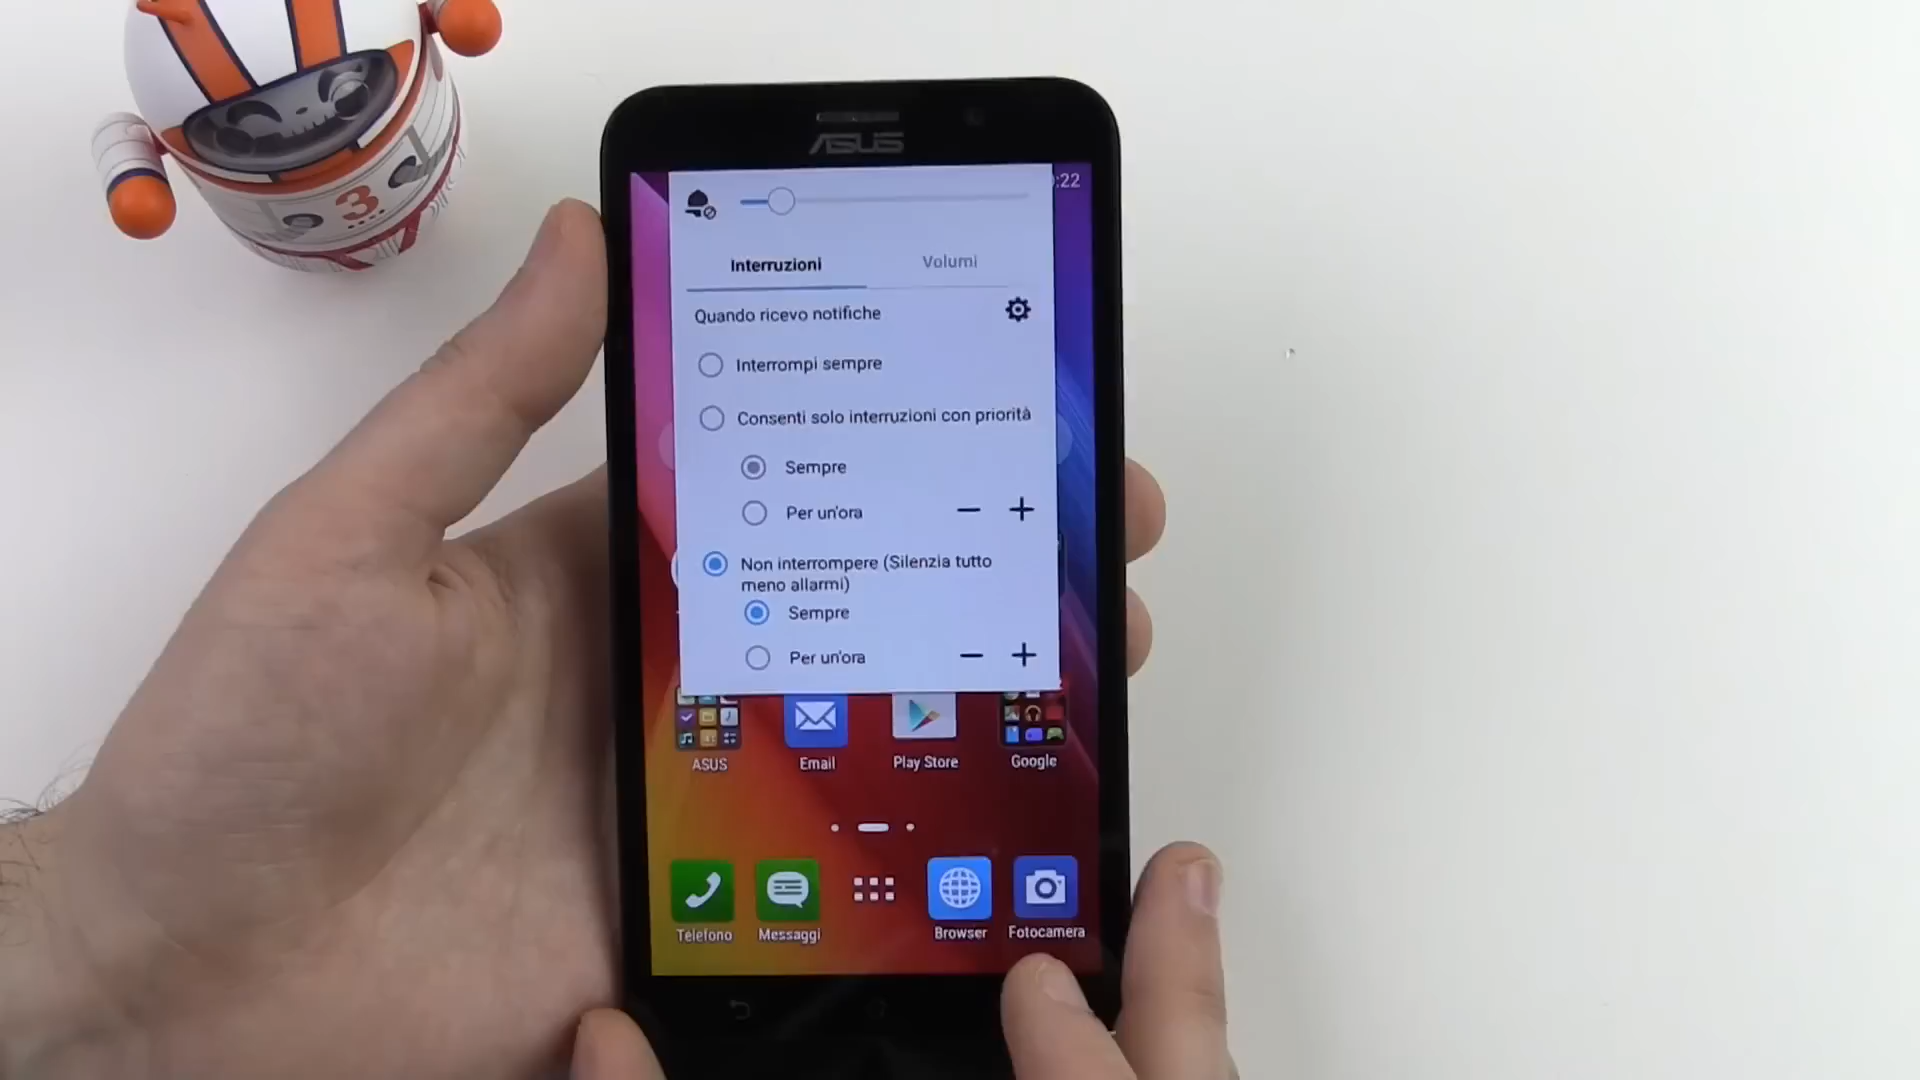 3
ASUS
:22
Interruzioni
Volumi
Quando ricevo notifiche
Interrompi sempre
Consenti solo interruzioni con priorità
Sempre
Per un'ora
Non interrompere (Silenzia tutto
meno allarmi)
Sempre
Per un'ora
ASUS
Email
Play Store
Google
Telefono
Messaggi
Browser
Fotocamera